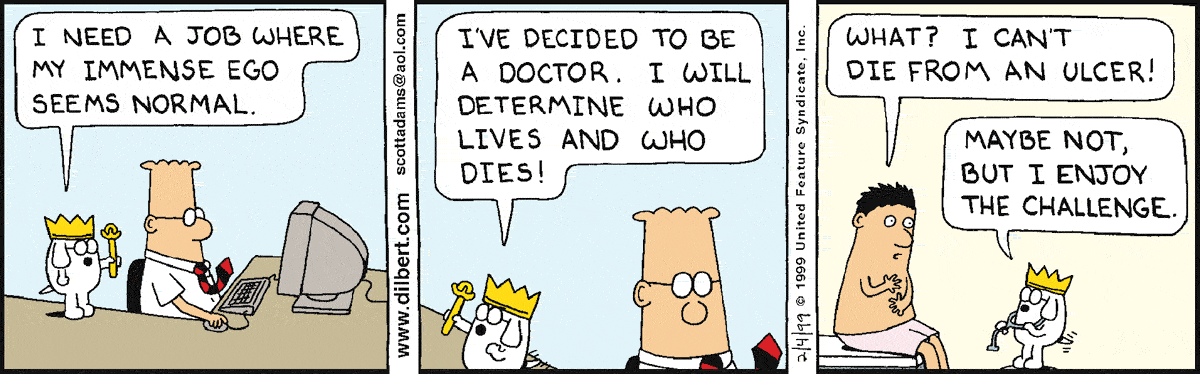 I NEED A JOB WHERE
MY IMMENSE EGO
SEEMS NORMAL.
www.dilbert.com scottadams@aol.com
I'VE DECIDED TO BE
A DOCTOR. I WILL
DETERMINE WHO
LIVES AND WHO
DIES!
2/4/99 © 1999 United Feature Syndicate, Inc.
WHAT? I CAN'T
DIE FROM AN ULCER!
MAYBE NOT,
BUT I ENJOY
THE CHALLENGE.